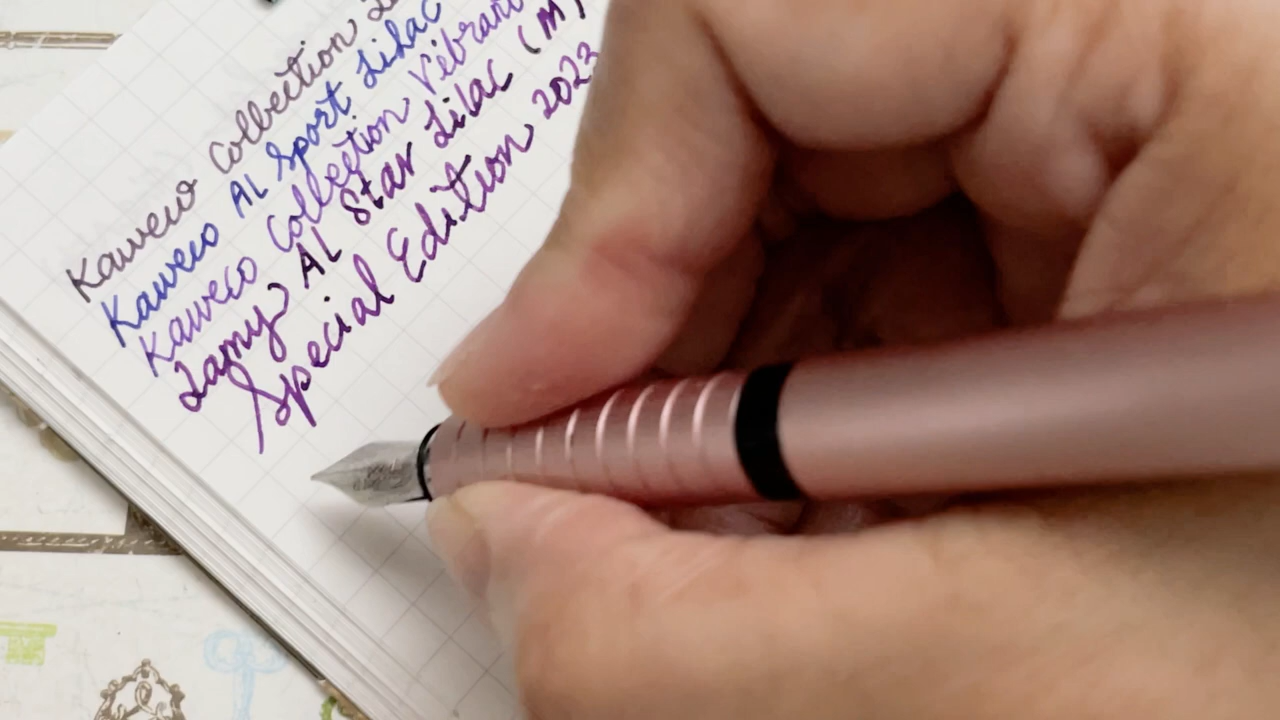 Kaweco Collection
Kaweco AL Sport Lilac
Kaweco Collection Vibrant
Lamy AL Star Lilac (M)
Special Edition 2023